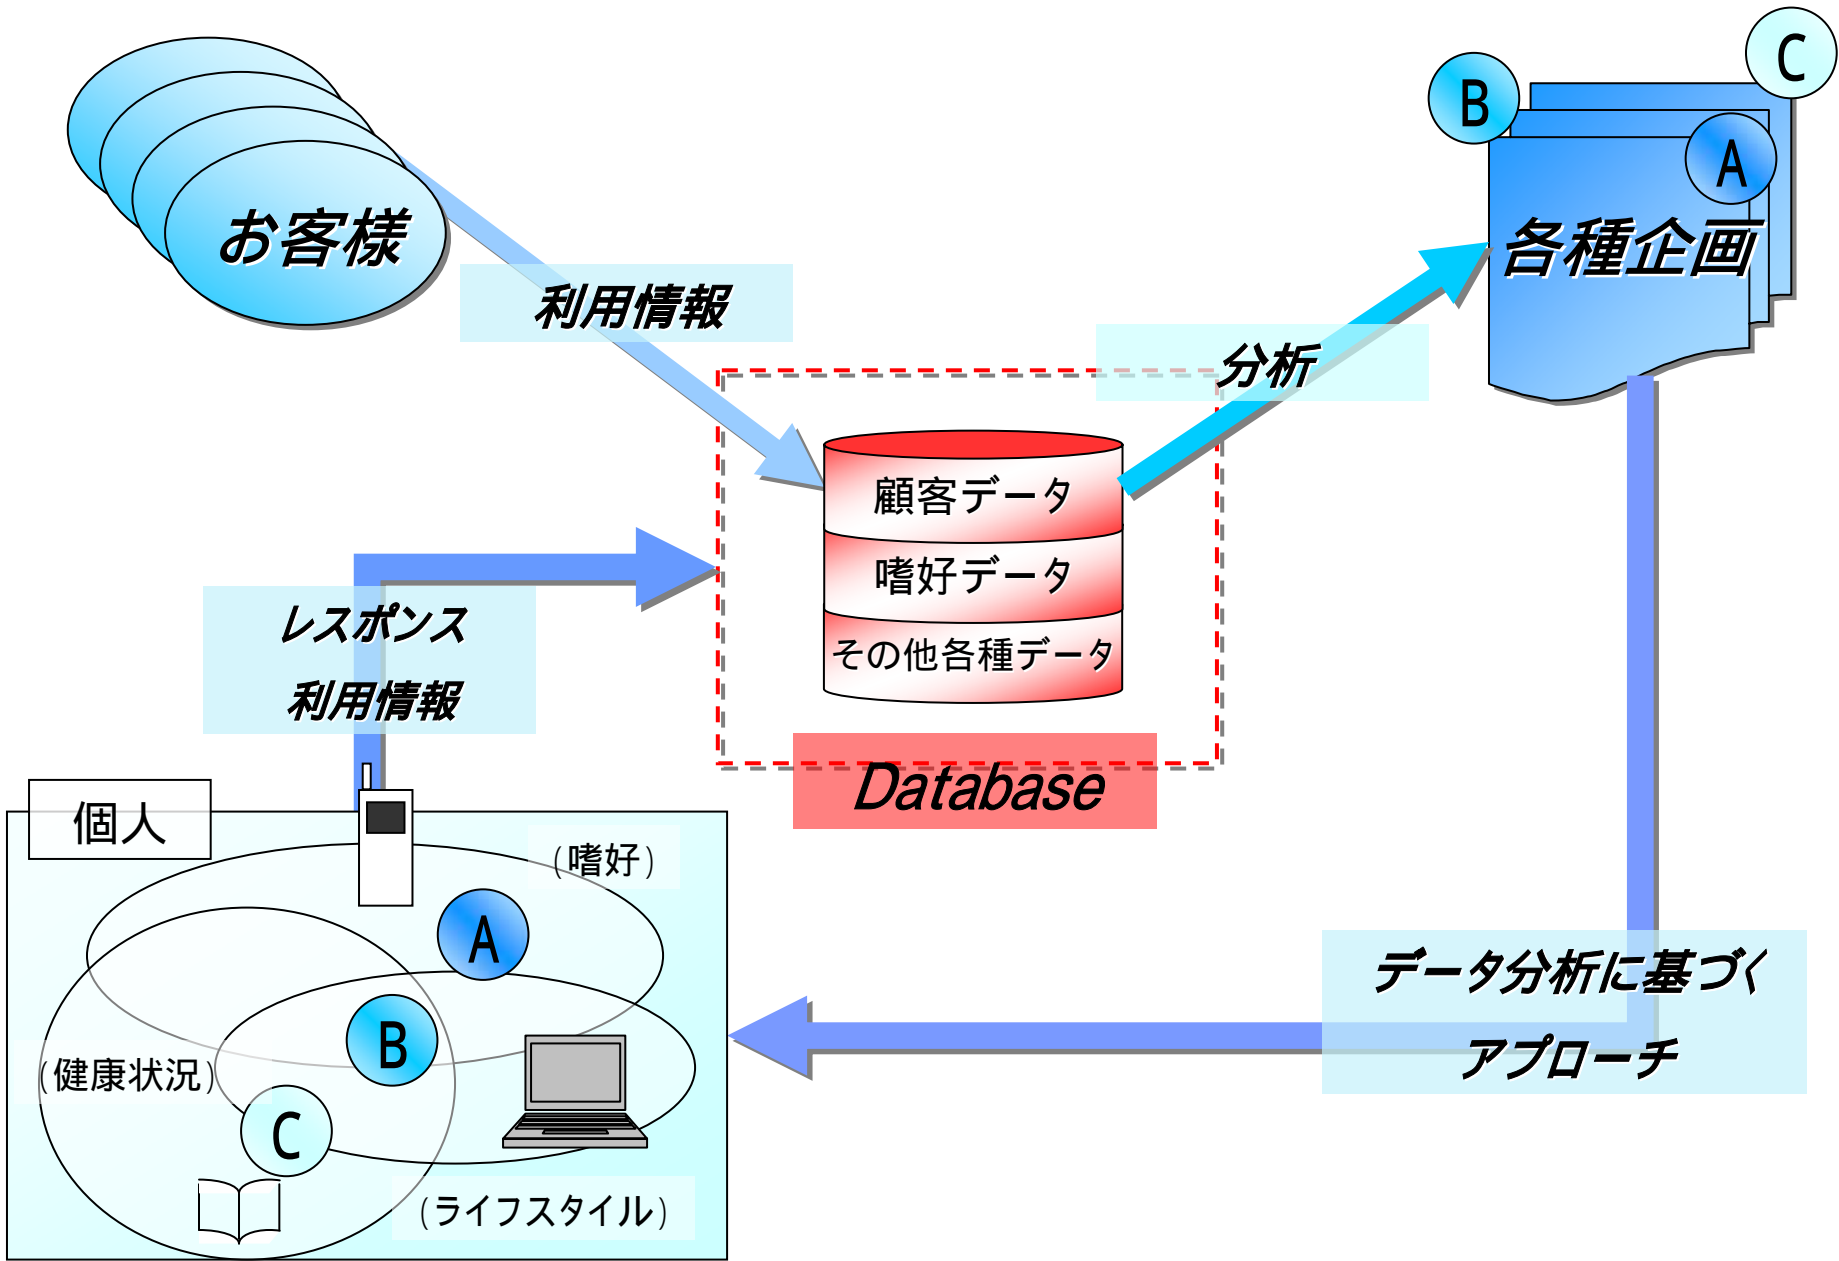 C
B
A
お客様
各種企画
利用情報
分析
顧客データ
嗜好データ
その他各種データ
レスポンス
利用情報
Database
個人
(嗜好)
A
B
(健康状況)
C
(ライフスタイル)
データ分析に基づく
アプローチ